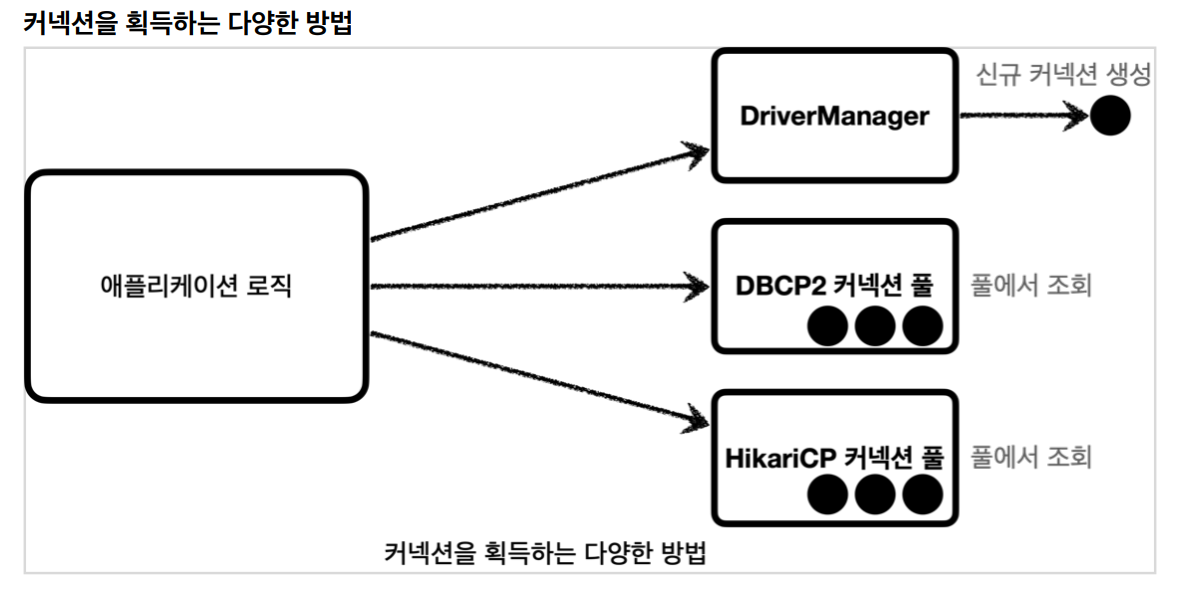 커넥션을 획득하는 다양한 방법
신규 커넥션 생성
DriverManager
애플리케이션 로직
DBCP2 커넥션 풀
풀에서 조회
HikariCP 커넥션 풀
풀에서 조회
커넥션을 획득하는 다양한 방법